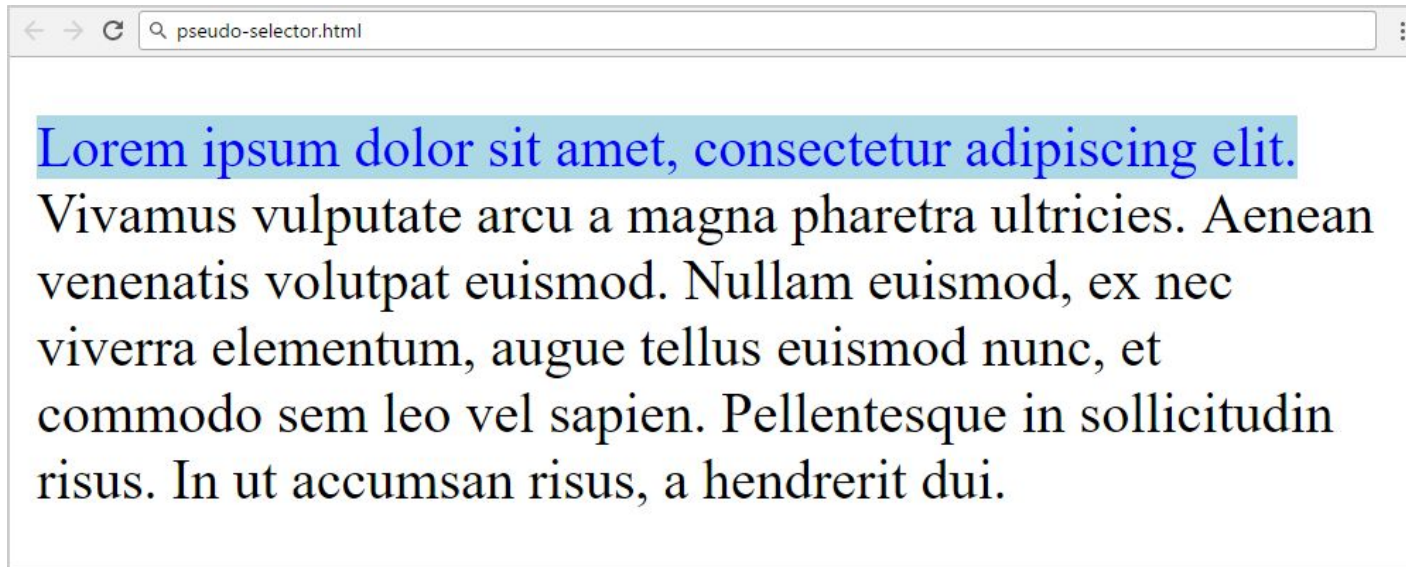 pseudo-selector.html
Lorem ipsum dolor sit amet, consectetur adipiscing elit.
Vivamus vulputate arcu a magna pharetra ultricies. Aenean
venenatis volutpat euismod. Nullam euismod, ex nec
viverra elementum, augue tellus euismod nunc, et
commodo sem leo vel sapien. Pellentesque in sollicitudin
risus. In ut accumsan risus, a hendrerit dui.